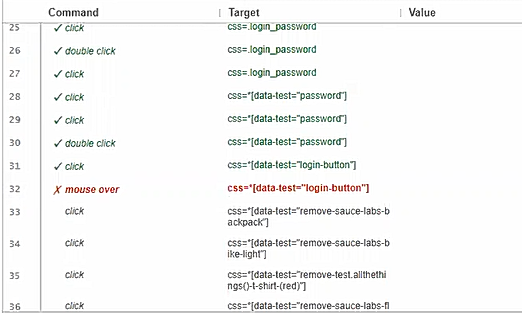 Command Target Value
25 ✓ click css=.login_password
26 ✓ double click css=.login_password
27 ✓ click css=.login_password
28 ✓ click css=*[data-test="password"]
29 ✓ click css=*[data-test="password"]
30 ✓ double click css=*[data-test="password"]
31 ✓ click css=*[data-test="login-button"]
32 ✗ mouse over css=*[data-test="login-button"]
33 click css=*[data-test="remove-sauce-labs-b
ackpack"]
34 click css=*[data-test="remove-sauce-labs-b
ike-light"]
35 click css=*[data-test="remove-test.allthethi
ngs()-t-shirt-(red)"]
36 click css=*[data-test="remove-sauce-labs-fl